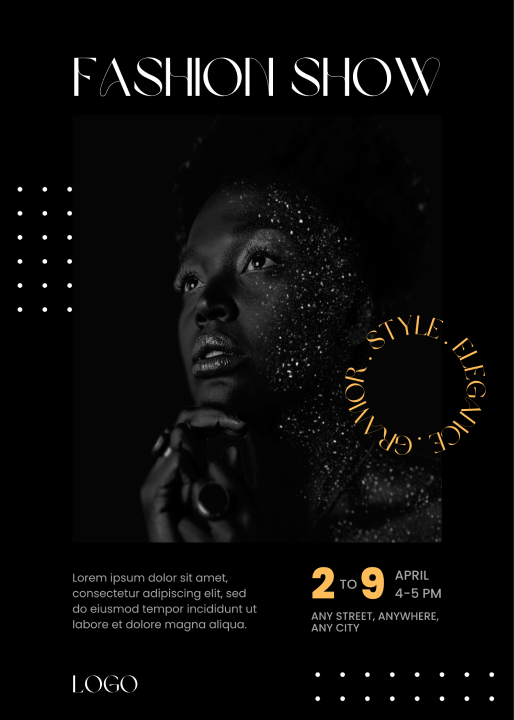 FASHION SHOW
STYLE . ELEGANCE . GLAMOR .
Lorem ipsum dolor sit amet,
consectetur adipiscing elit, sed
do eiusmod tempor incididunt ut
labore et dolore magna aliqua.
2 TO 9 APRIL
4-5 PM
ANY STREET, ANYWHERE,
ANY CITY
LOGO